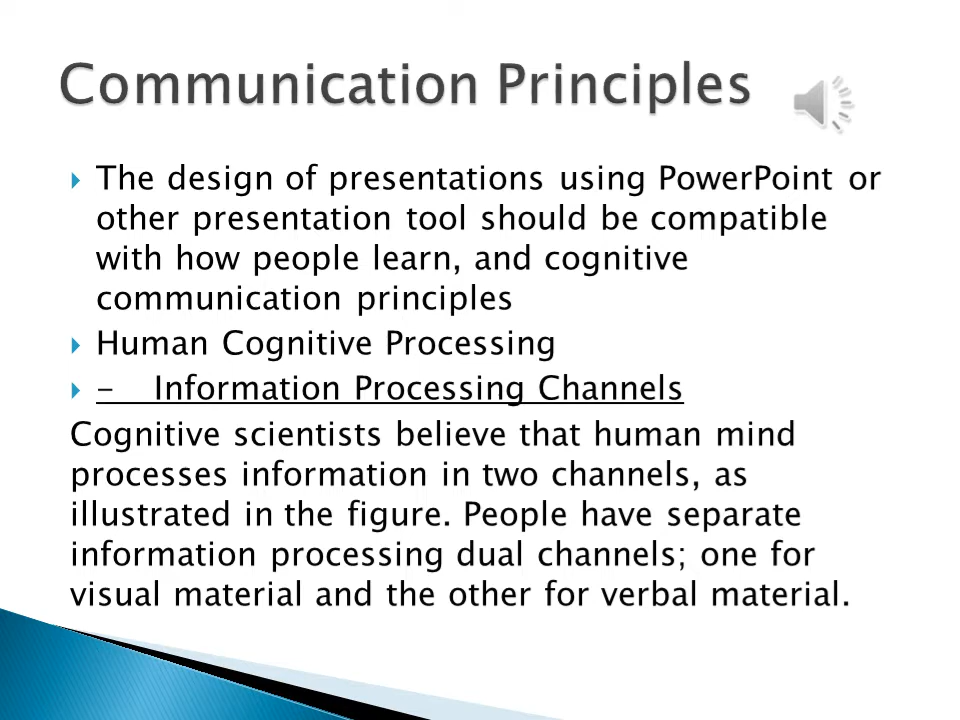 Communication Principles
The design of presentations using PowerPoint or
other presentation tool should be compatible
with how people learn, and cognitive
communication principles
Human Cognitive Processing
- Information Processing Channels
Cognitive scientists believe that human mind
processes information in two channels, as
illustrated in the figure. People have separate
information processing dual channels; one for
visual material and the other for verbal material.